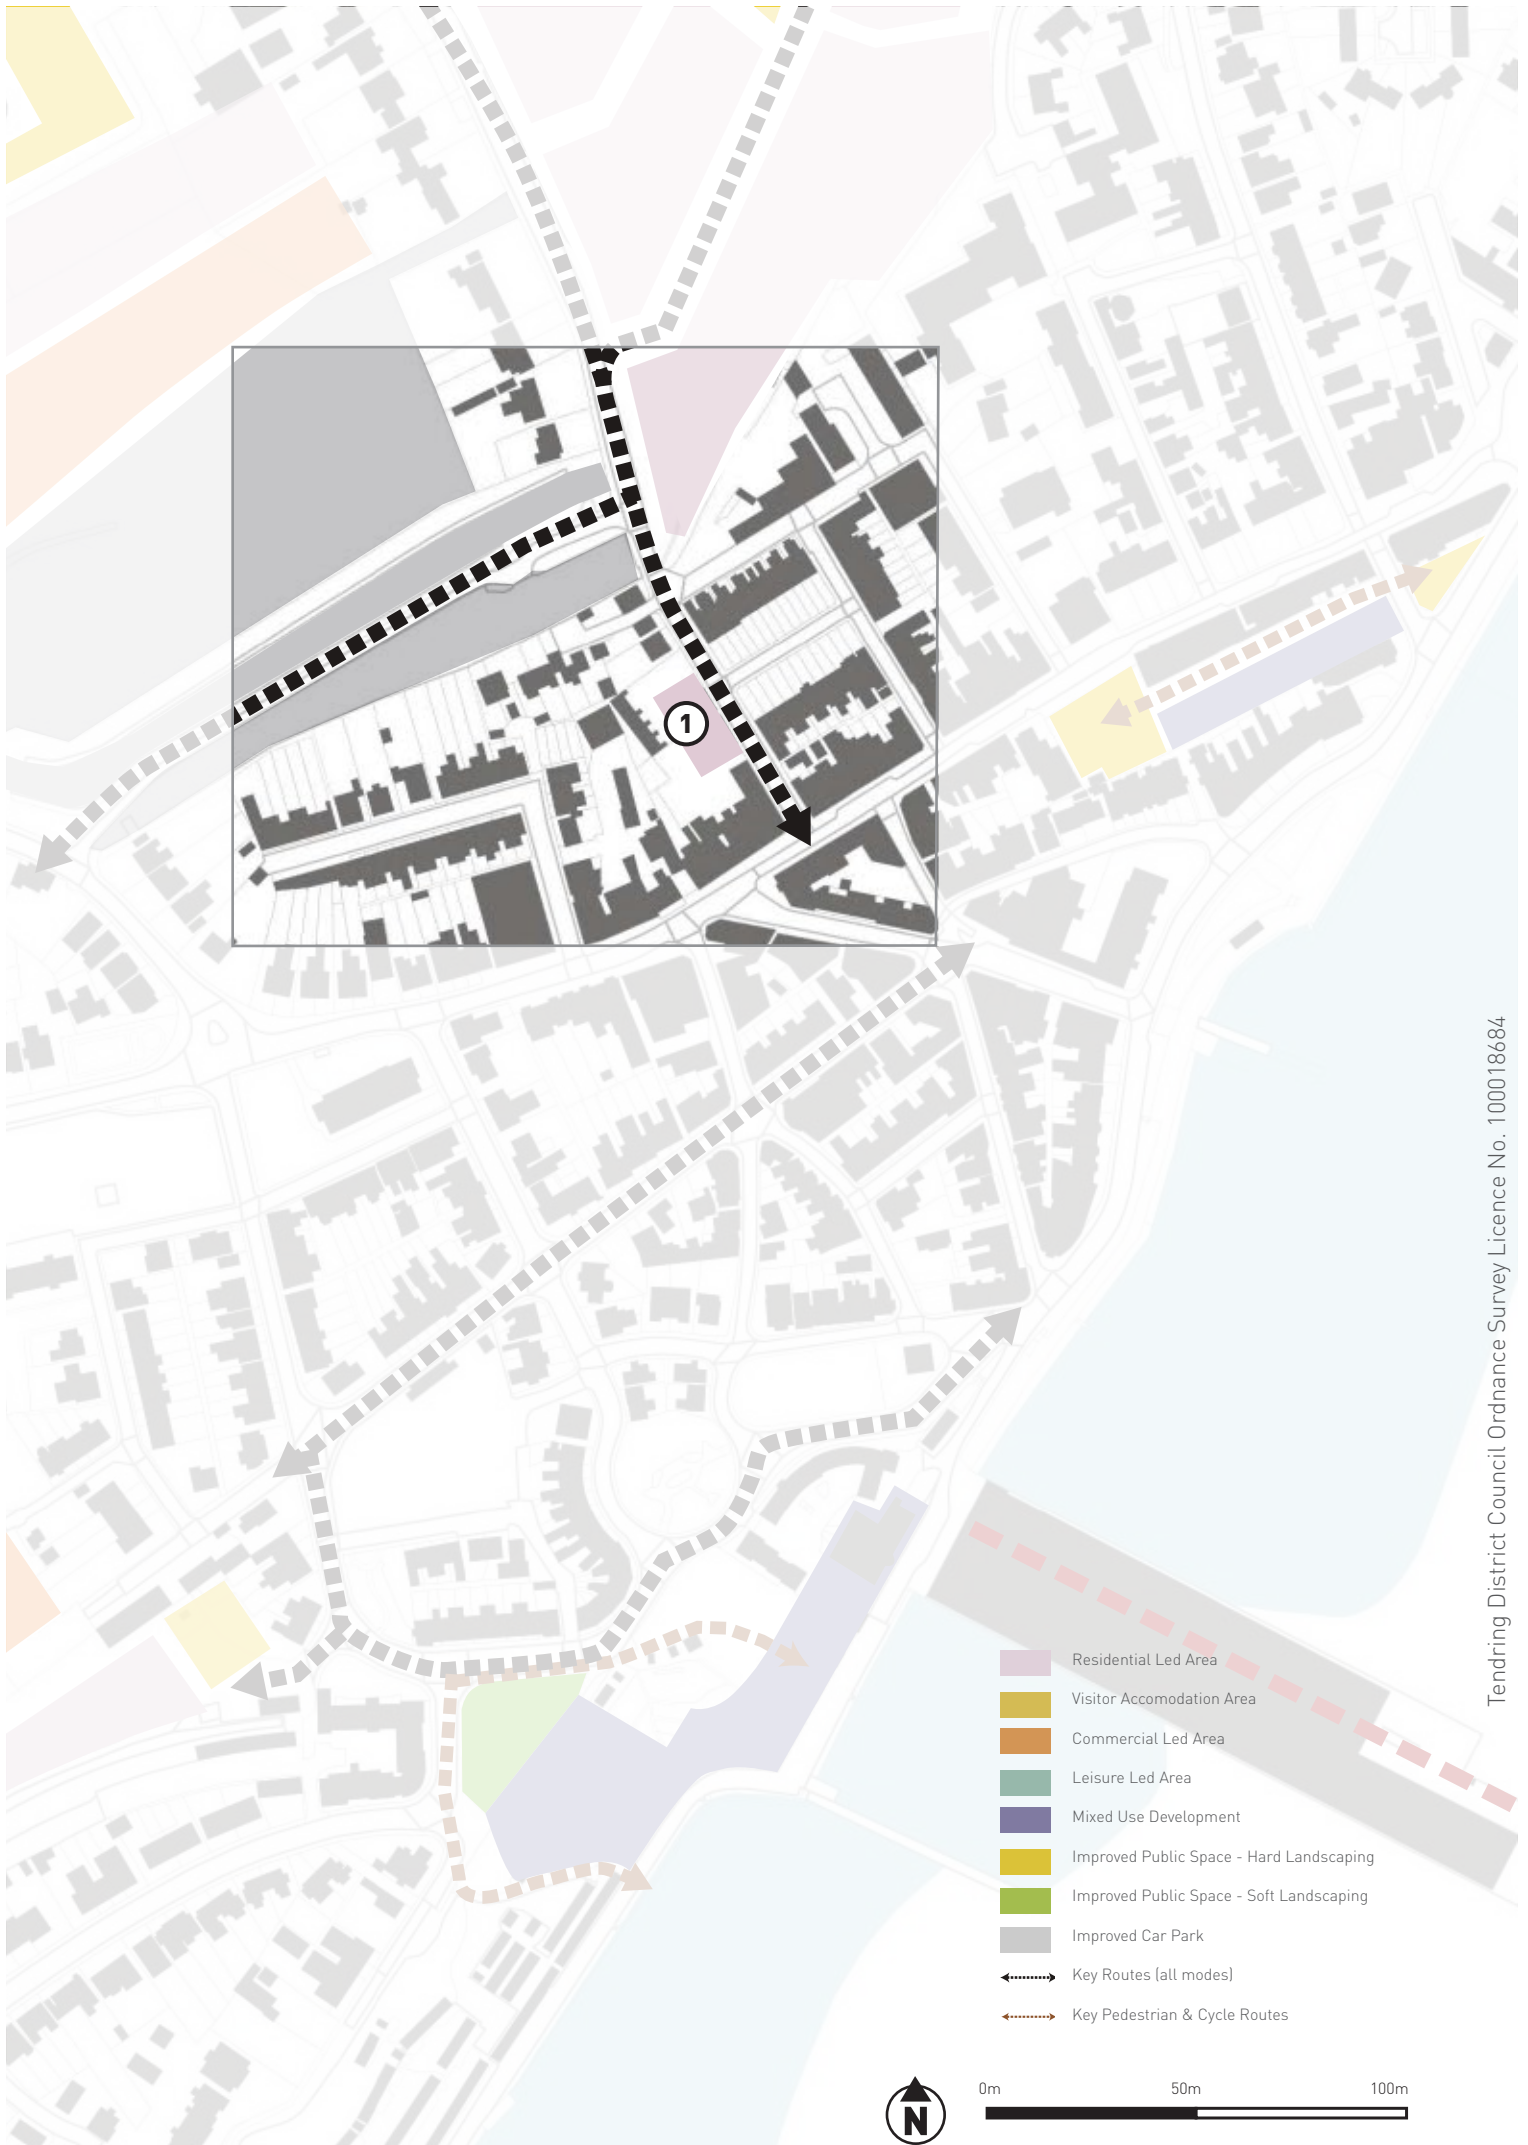 1
Tendring District Council Ordnance Survey Licence No. 100018684
Residential Led Area
Visitor Accomodation Area
Commercial Led Area
Leisure Led Area
Mixed Use Development
Improved Public Space - Hard Landscaping
Improved Public Space - Soft Landscaping
Improved Car Park
Key Routes (all modes)
Key Pedestrian & Cycle Routes
N
0m 50m 100m